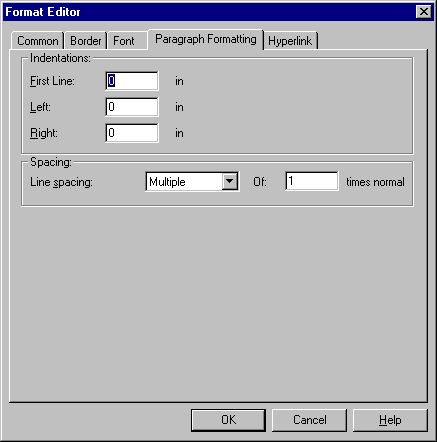 Format Editor
Common Border Font Paragraph Formatting Hyperlink
Indentations:
First Line: 0 in
Left: 0 in
Right: 0 in
Spacing:
Line spacing: Multiple Of: 1 times normal
OK Cancel Help